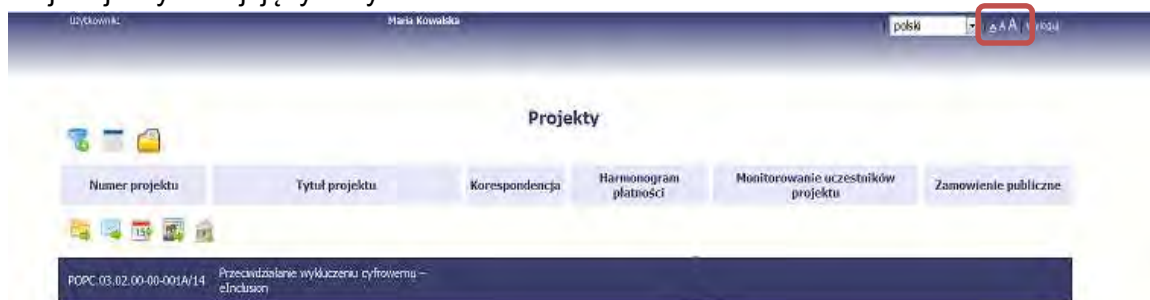 Użytkownik: Maria Kowalska polski A A A Wyloguj
Projekty
Numer projektu Tytuł projektu Korespondencja Harmonogram płatności Monitorowanie uczestników projektu Zamowienie publiczne
POPC.03.02.00-00-001A/14 Przeciwdziałanie wykluczeniu cyfrowemu –
eInclusion